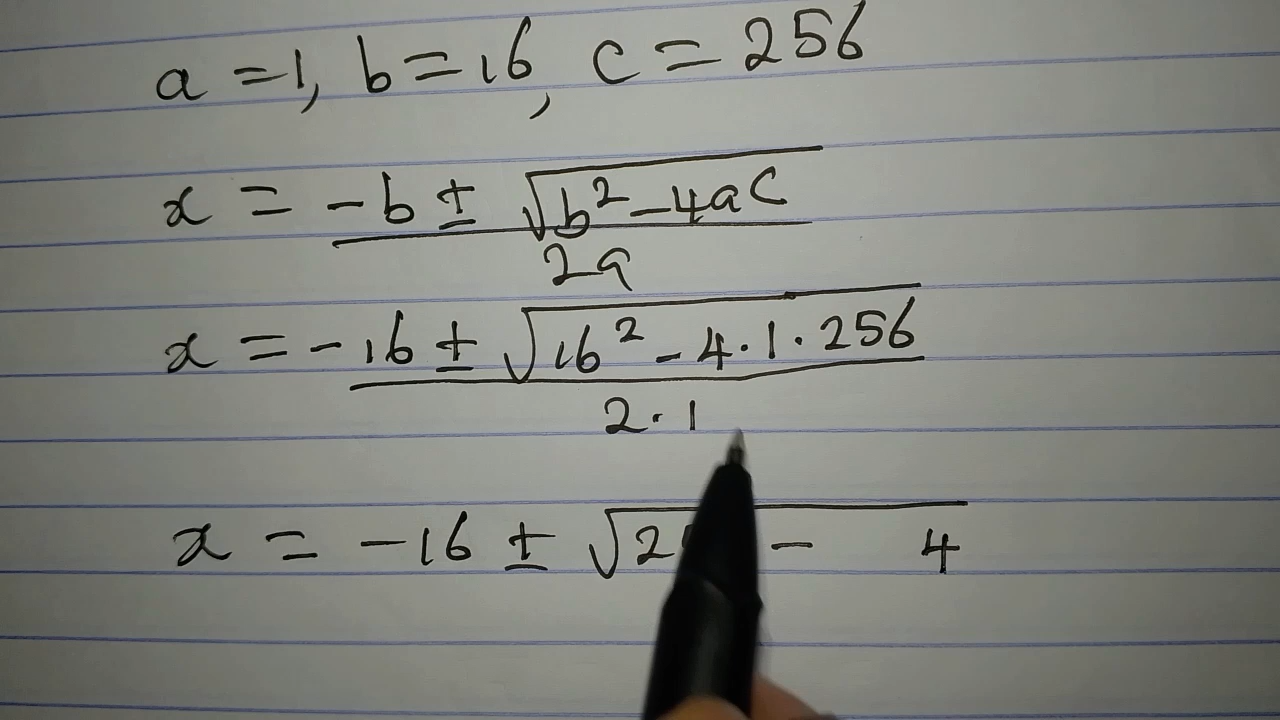 a = 1, b = 16, c = 256
x = -b ± √b² - 4ac
2a
x = -16 ± √16² - 4·1·256
2·1
x = -16 ± √2 - 4